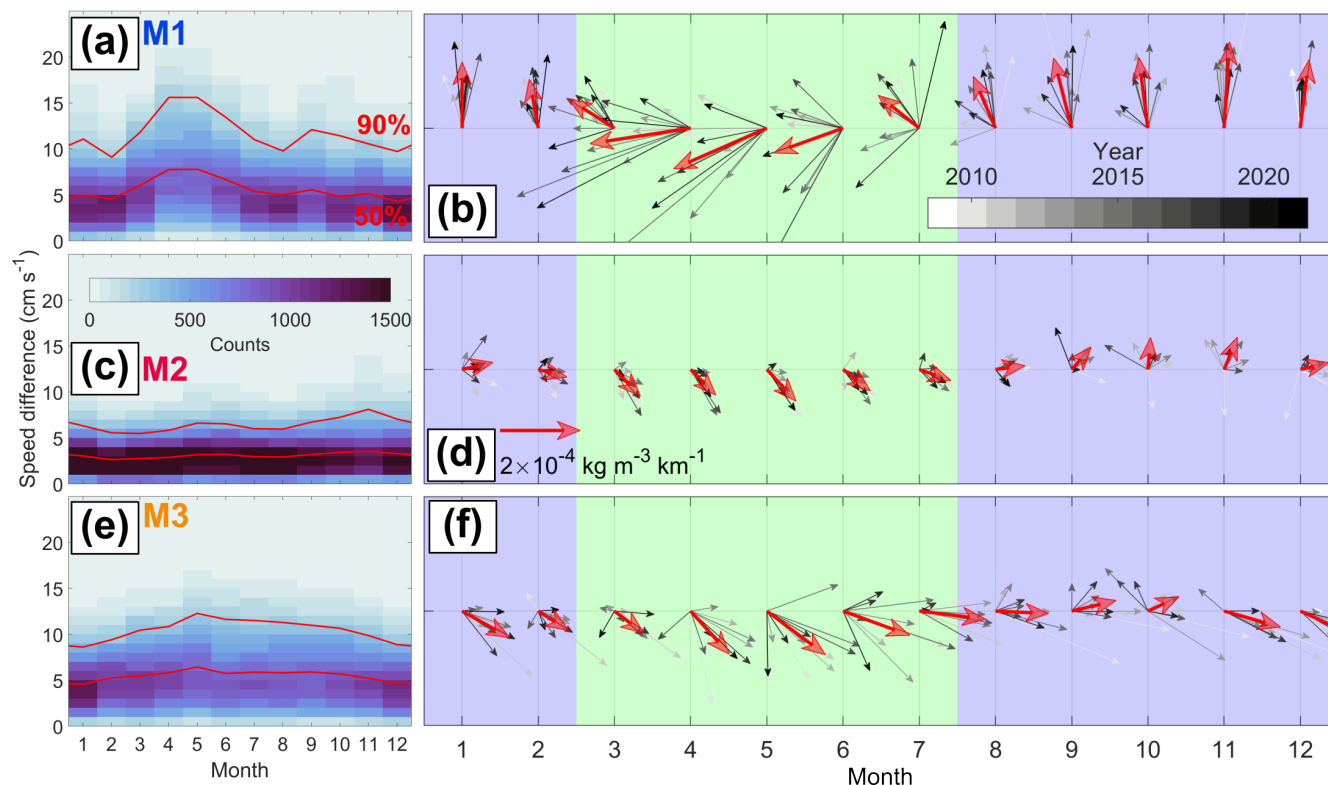 (a) M1
90%
50%
20
15
10
5
0
(b)
Year
2010 2015 2020
Speed difference (cm s⁻¹)
20
15
10
5
0
0 500 1000 1500
Counts
(c) M2
(d)
2×10⁻⁴ kg m⁻³ km⁻¹
(e) M3
20
15
10
5
0
1 2 3 4 5 6 7 8 9 10 11 12
Month
(f)
1 2 3 4 5 6 7 8 9 10 11 12
Month